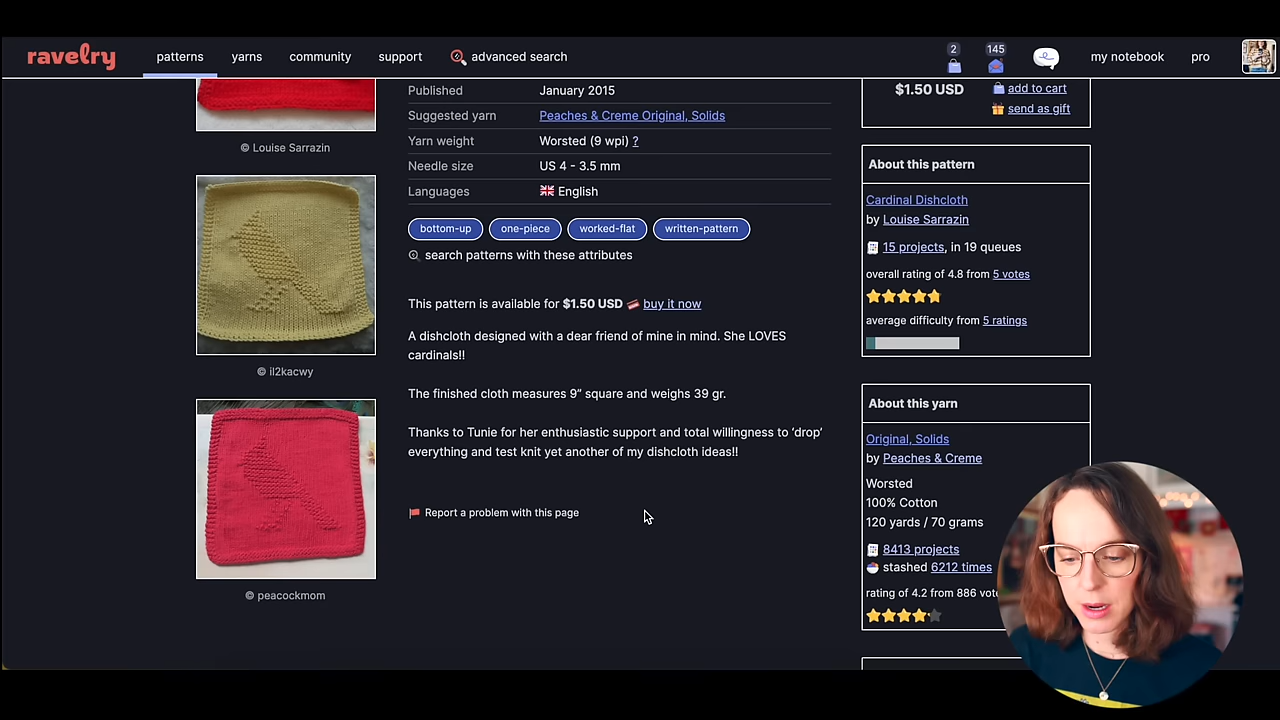 ravelry
patterns
yarns
community
support
advanced search
2
145
my notebook
pro
© Louise Sarrazin
© il2kacwy
© peacockmom
Published January 2015
Suggested yarn Peaches & Creme Original, Solids
Yarn weight Worsted (9 wpi) ?
Needle size US 4 - 3.5 mm
Languages English
bottom-up one-piece worked-flat written-pattern
search patterns with these attributes
This pattern is available for $1.50 USD buy it now
A dishcloth designed with a dear friend of mine in mind. She LOVES
cardinals!!
The finished cloth measures 9” square and weighs 39 gr.
Thanks to Tunie for her enthusiastic support and total willingness to ‘drop’
everything and test knit yet another of my dishcloth ideas!!
Report a problem with this page
$1.50 USD add to cart
send as gift
About this pattern
Cardinal Dishcloth
by Louise Sarrazin
15 projects, in 19 queues
overall rating of 4.8 from 5 votes
average difficulty from 5 ratings
About this yarn
Original, Solids
by Peaches & Creme
Worsted
100% Cotton
120 yards / 70 grams
8413 projects
stashed 6212 times
rating of 4.2 from 886